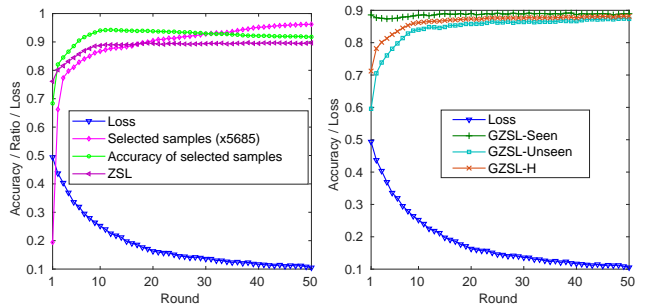 Accuracy / Ratio / Loss
1
0.9
0.8
0.7
0.6
0.5
0.4
0.3
0.2
0.1
Loss
Selected samples (x5685)
Accuracy of selected samples
ZSL
1 10 20 30 40 50
Round
Accuracy / Loss
0.9
0.8
0.7
0.6
0.5
0.4
0.3
0.2
0.1
Loss
GZSL-Seen
GZSL-Unseen
GZSL-H
1 10 20 30 40 50
Round